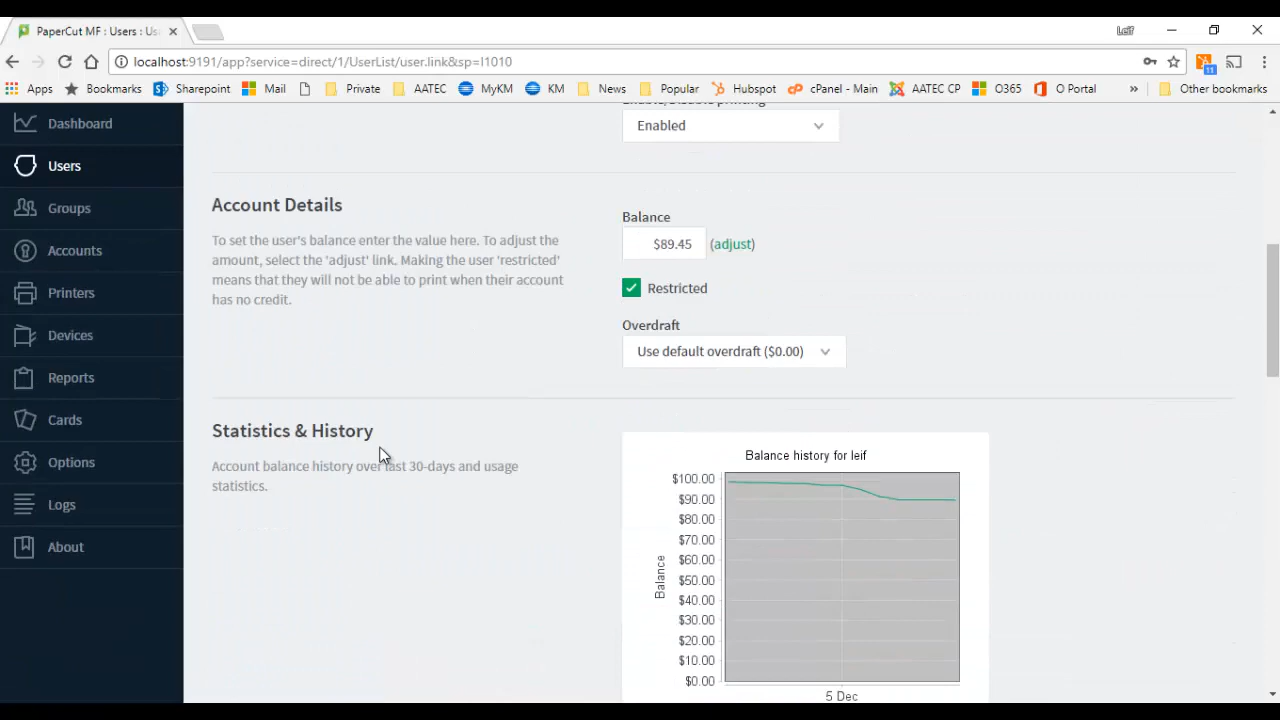 PaperCut MF : Users : Us
Leif
localhost:9191/app?service=direct/1/UserList/user.link&sp=l1010
11
Apps Bookmarks Sharepoint Mail Private AATEC MyKM KM News Popular Hubspot cPanel - Main AATEC CP O365 O Portal » Other bookmarks
Dashboard
Users
Groups
Accounts
Printers
Devices
Reports
Cards
Options
Logs
About
Enable/Disable printing
Enabled
Account Details
To set the user's balance enter the value here. To adjust the
amount, select the 'adjust' link. Making the user 'restricted'
means that they will not be able to print when their account
has no credit.
Balance
$89.45 (adjust)
Restricted
Overdraft
Use default overdraft ($0.00)
Statistics & History
Account balance history over last 30-days and usage
statistics.
Balance history for leif
Balance
$100.00
$90.00
$80.00
$70.00
$60.00
$50.00
$40.00
$30.00
$20.00
$10.00
$0.00
5 Dec